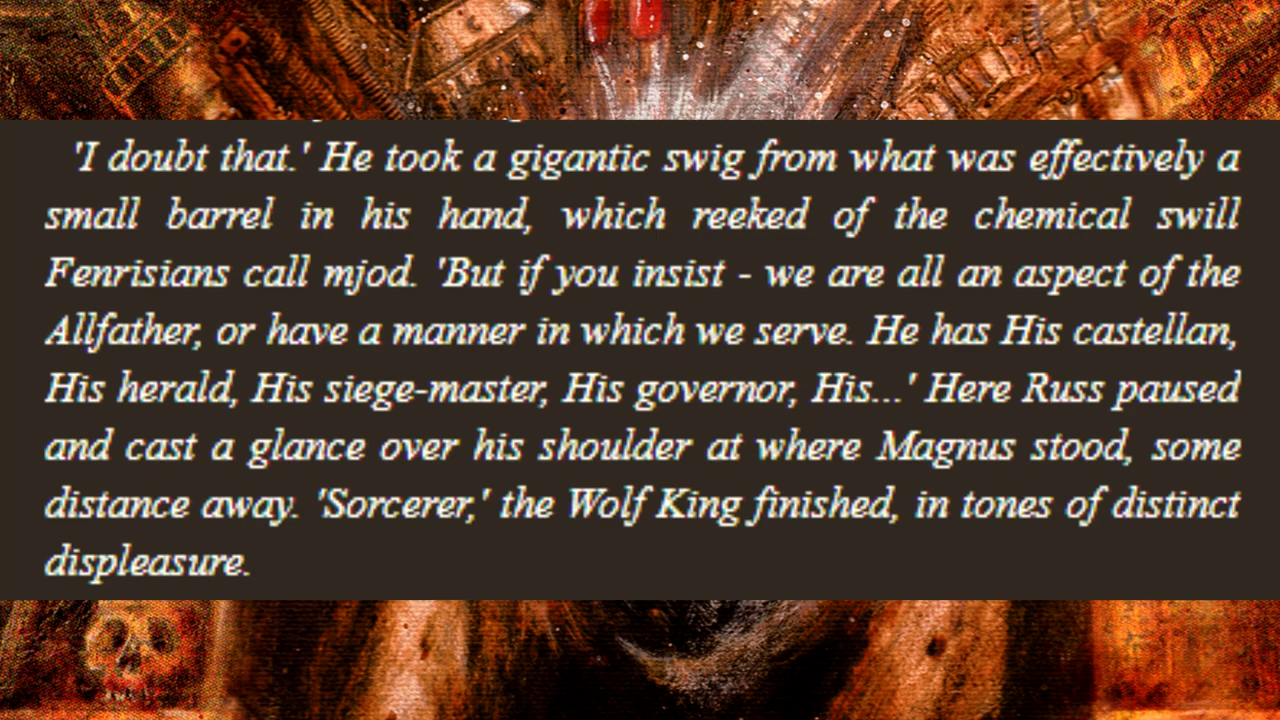 'I doubt that.' He took a gigantic swig from what was effectively a
small barrel in his hand, which reeked of the chemical swill
Fenrisians call mjod. 'But if you insist - we are all an aspect of the
Allfather, or have a manner in which we serve. He has His castellan,
His herald, His siege-master, His governor, His...' Here Russ paused
and cast a glance over his shoulder at where Magnus stood, some
distance away. 'Sorcerer,' the Wolf King finished, in tones of distinct
displeasure.